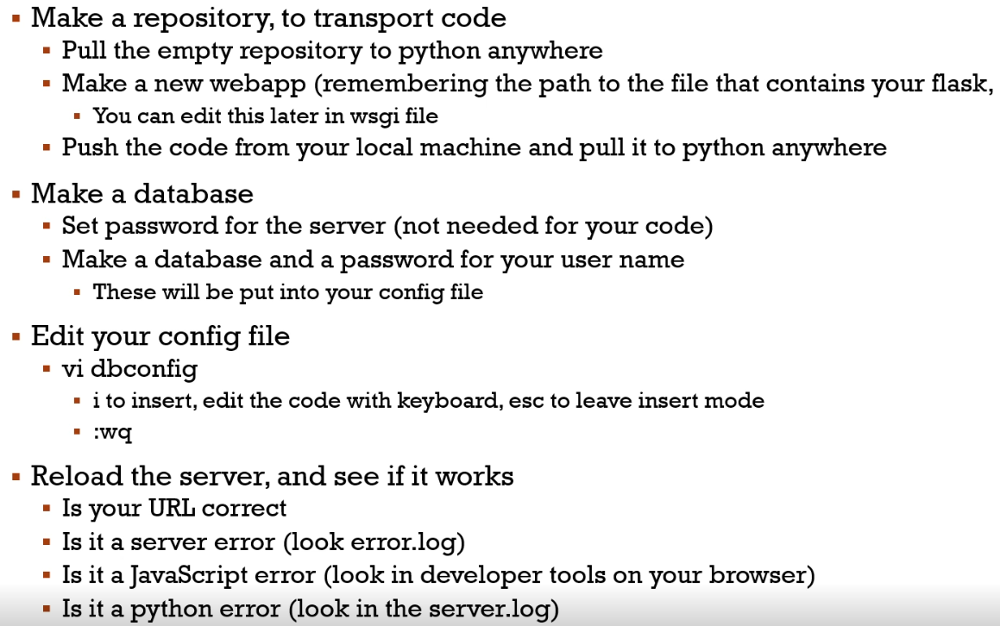 ▪ Make a repository, to transport code
▪ Pull the empty repository to python anywhere
▪ Make a new webapp (remembering the path to the file that contains your flask,
▪ You can edit this later in wsgi file
▪ Push the code from your local machine and pull it to python anywhere
▪ Make a database
▪ Set password for the server (not needed for your code)
▪ Make a database and a password for your user name
▪ These will be put into your config file
▪ Edit your config file
▪ vi dbconfig
▪ i to insert, edit the code with keyboard, esc to leave insert mode
▪ :wq
▪ Reload the server, and see if it works
▪ Is your URL correct
▪ Is it a server error (look error.log)
▪ Is it a JavaScript error (look in developer tools on your browser)
▪ Is it a python error (look in the server.log)